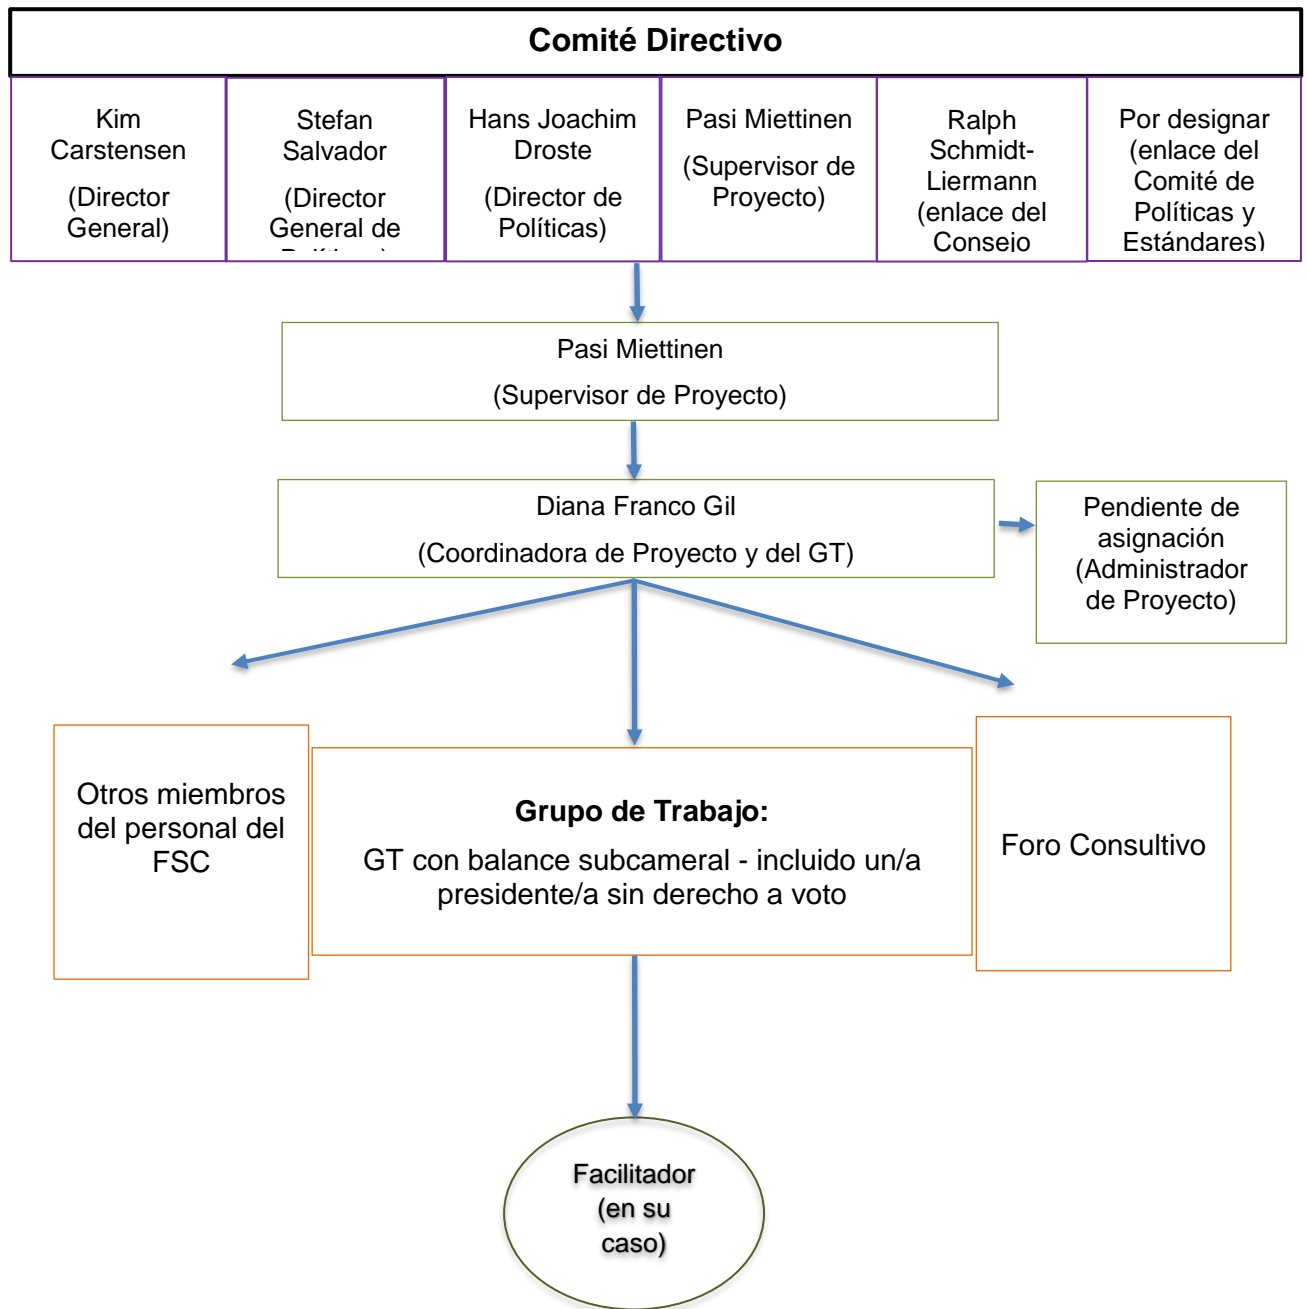 Comité Directivo
Kim
Carstensen
(Director
General)
Stefan
Salvador
(Director
General de
Hans Joachim
Droste
(Director de
Políticas)
Pasi Miettinen
(Supervisor de
Proyecto)
Ralph
Schmidt-
Liermann
(enlace del
Consejo
Por designar
(enlace del
Comité de
Políticas y
Estándares)
Pasi Miettinen
(Supervisor de Proyecto)
Diana Franco Gil
(Coordinadora de Proyecto y del GT)
Pendiente de
asignación
(Administrador
de Proyecto)
Otros miembros
del personal del
FSC
Grupo de Trabajo:
GT con balance subcameral - incluido un/a
presidente/a sin derecho a voto
Foro Consultivo
Facilitador
(en su
caso)